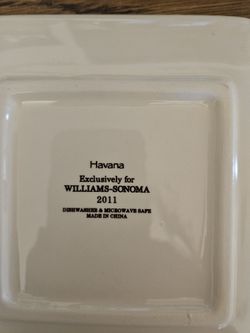 Havana
Exclusively for
WILLIAMS-SONOMA
2011
DISHWASHER & MICROWAVE SAFE
MADE IN CHINA